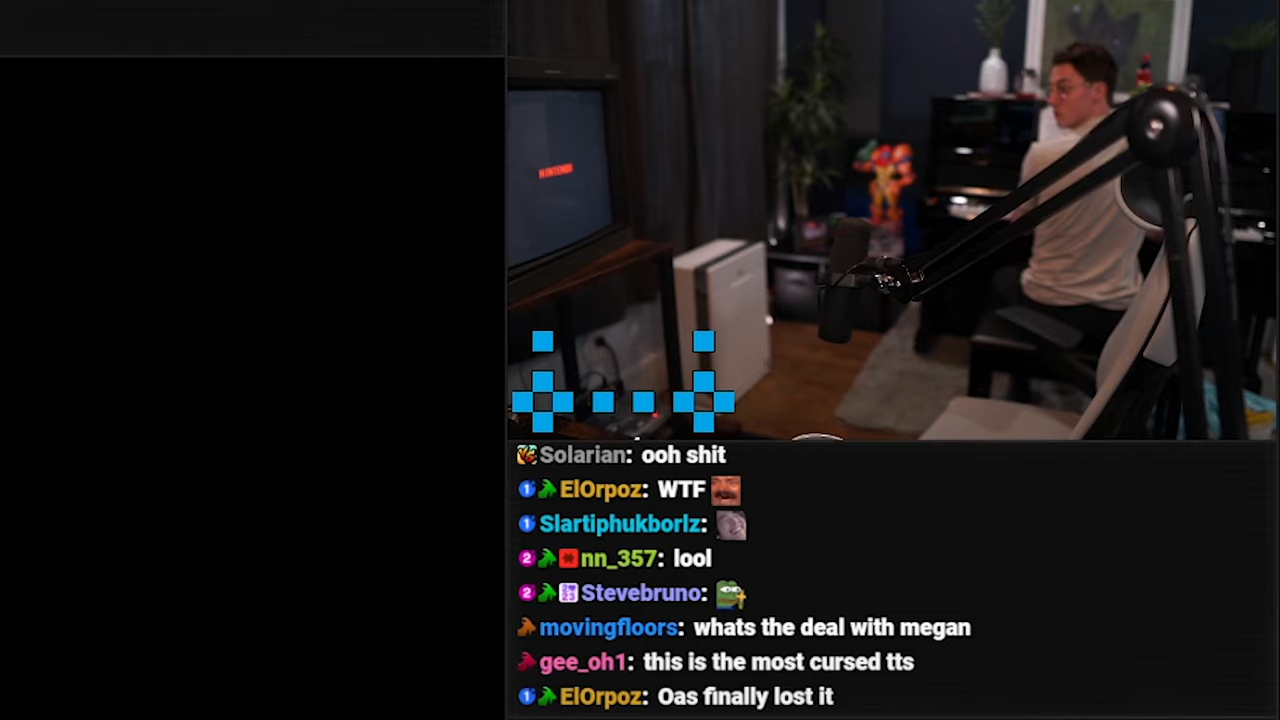 NINTENDO
Solarian: ooh shit
ElOrpoz: WTF
Slartiphukborlz:
nn_357: lool
Stevebruno:
movingfloors: whats the deal with megan
gee_oh1: this is the most cursed tts
ElOrpoz: Oas finally lost it